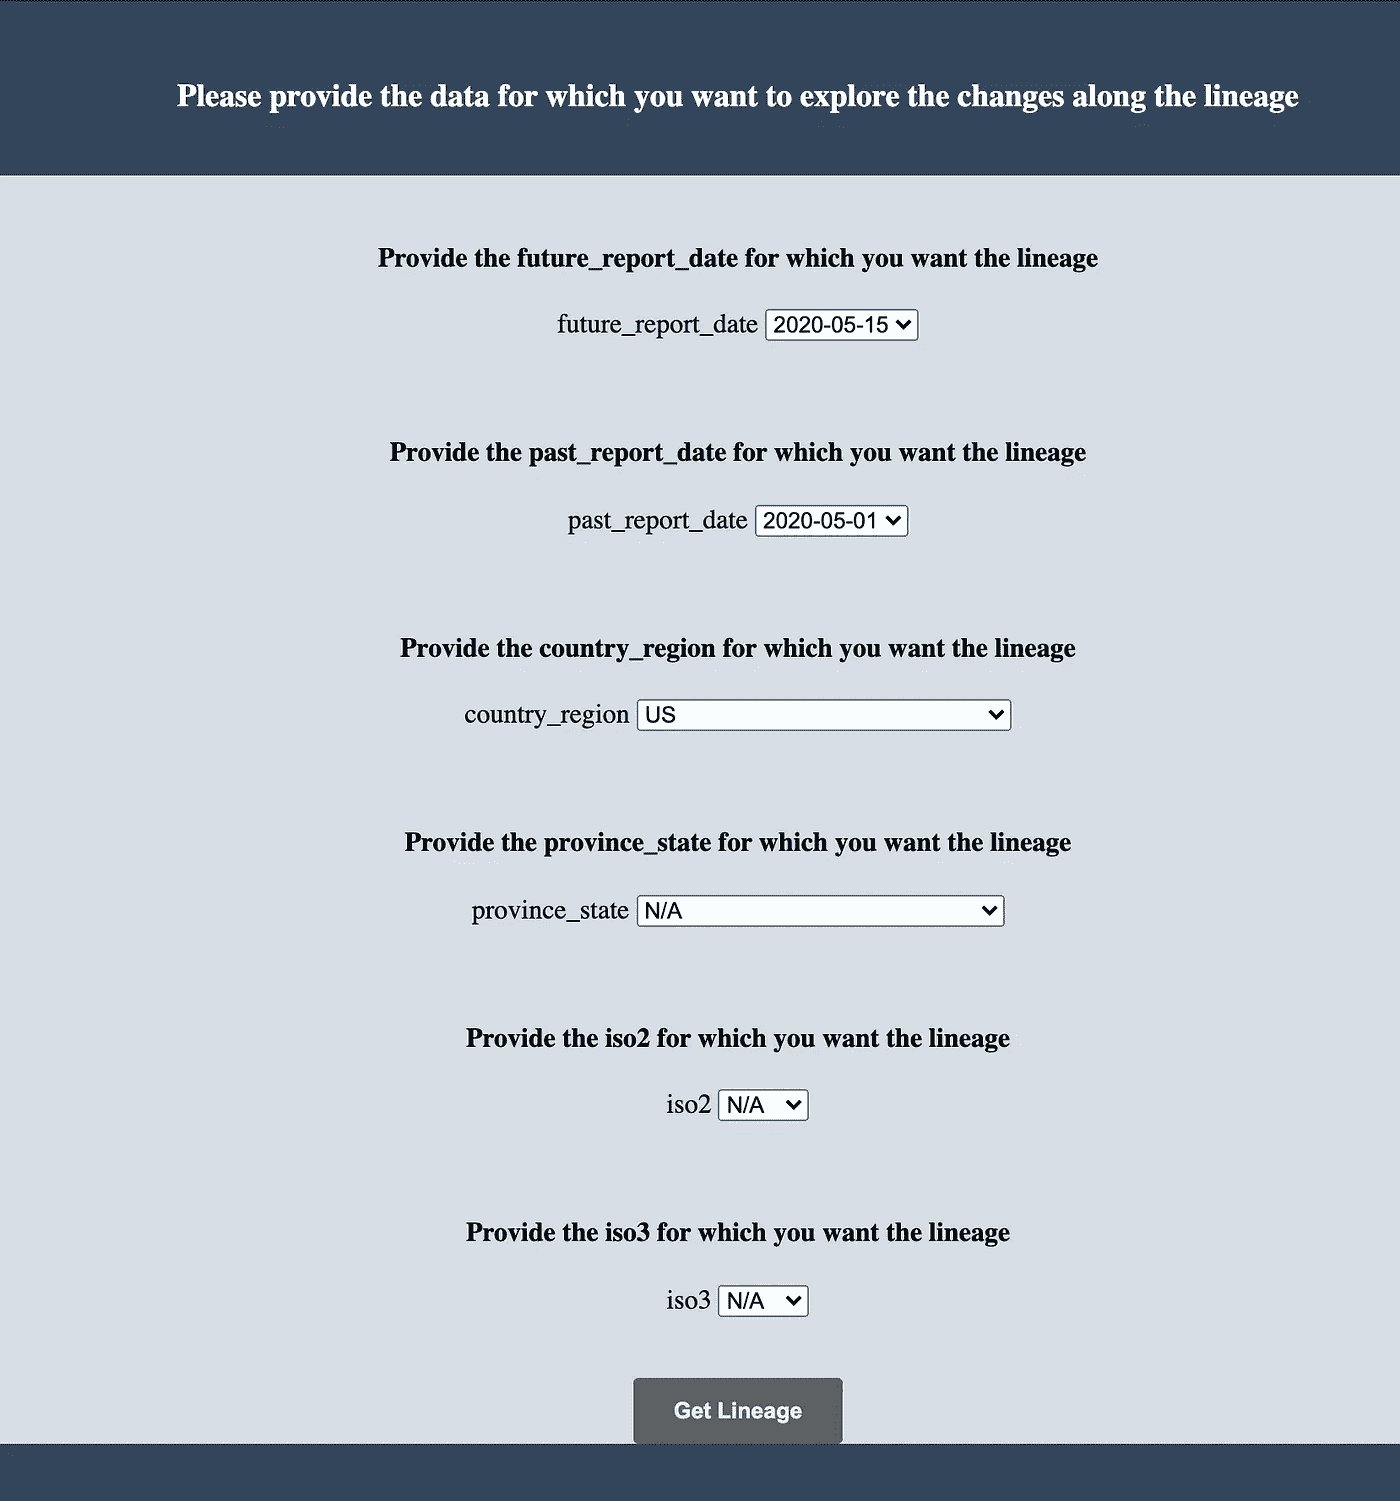 Please provide the data for which you want to explore the changes along the lineage
Provide the future_report_date for which you want the lineage
future_report_date 2020-05-15
Provide the past_report_date for which you want the lineage
past_report_date 2020-05-01
Provide the country_region for which you want the lineage
country_region US
Provide the province_state for which you want the lineage
province_state N/A
Provide the iso2 for which you want the lineage
iso2 N/A
Provide the iso3 for which you want the lineage
iso3 N/A
Get Lineage